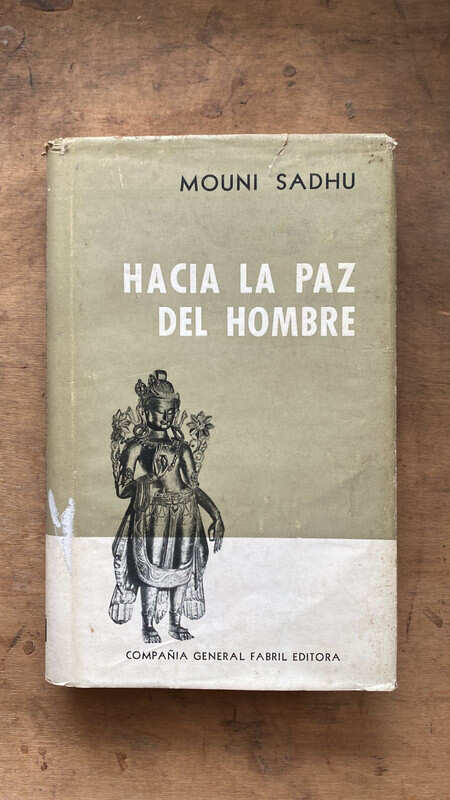 MOUNI SADHU
HACIA LA PAZ
DEL HOMBRE
COMPAÑIA GENERAL FABRIL EDITORA